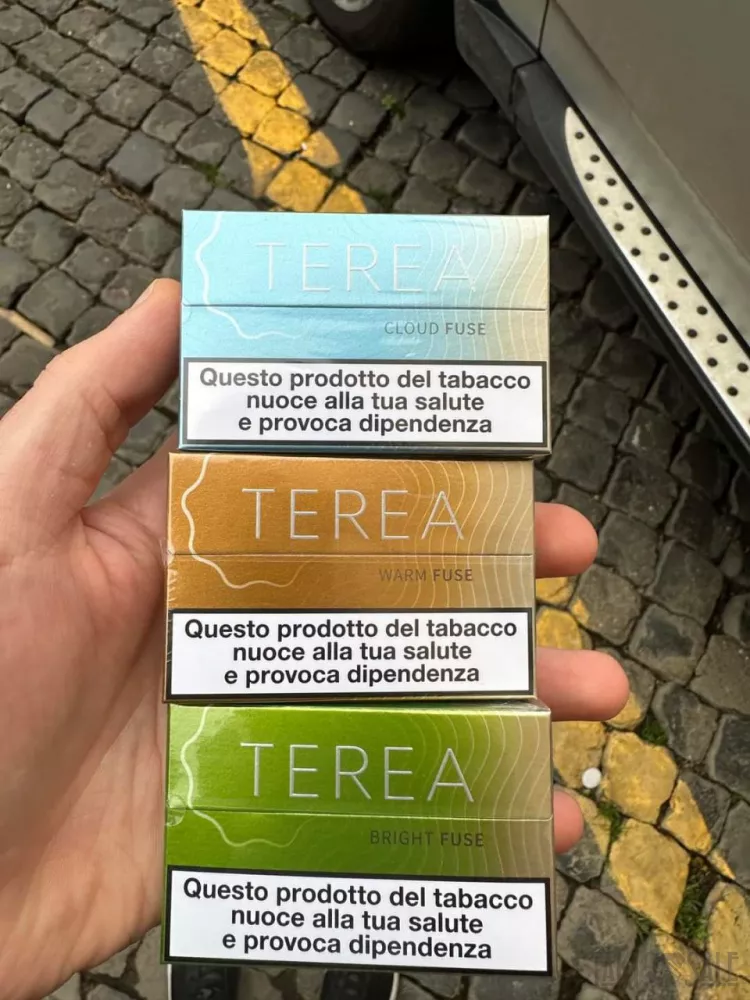 TEREA
CLOUD FUSE
Questo prodotto del tabacco
nuoce alla tua salute
e provoca dipendenza
TEREA
WARM FUSE
Questo prodotto del tabacco
nuoce alla tua salute
e provoca dipendenza
TEREA
BRIGHT FUSE
Questo prodotto del tabacco
nuoce alla tua salute
e provoca dipendenza